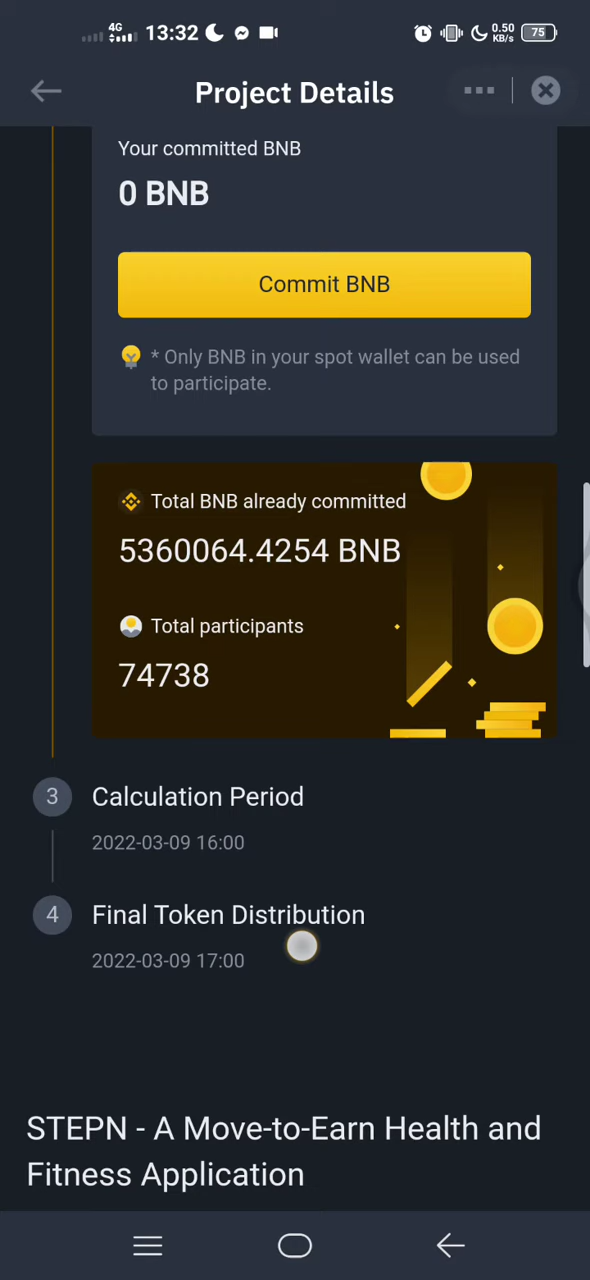 4G 13:32 0.50 KB/s 75
Project Details
Your committed BNB
0 BNB
Commit BNB
* Only BNB in your spot wallet can be used
to participate.
Total BNB already committed
5360064.4254 BNB
Total participants
74738
3 Calculation Period
2022-03-09 16:00
4 Final Token Distribution
2022-03-09 17:00
STEPN - A Move-to-Earn Health and
Fitness Application